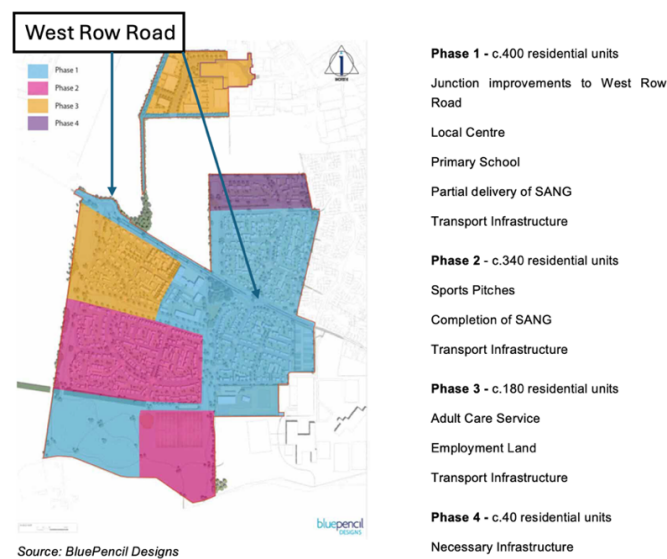 West Row Road
Phase 1
Phase 2
Phase 3
Phase 4
bluepencil
DESIGNS
Source: BluePencil Designs
Phase 1 - c.400 residential units
Junction improvements to West Row
Road
Local Centre
Primary School
Partial delivery of SANG
Transport Infrastructure
Phase 2 - c.340 residential units
Sports Pitches
Completion of SANG
Transport Infrastructure
Phase 3 - c.180 residential units
Adult Care Service
Employment Land
Transport Infrastructure
Phase 4 - c.40 residential units
Necessary Infrastructure